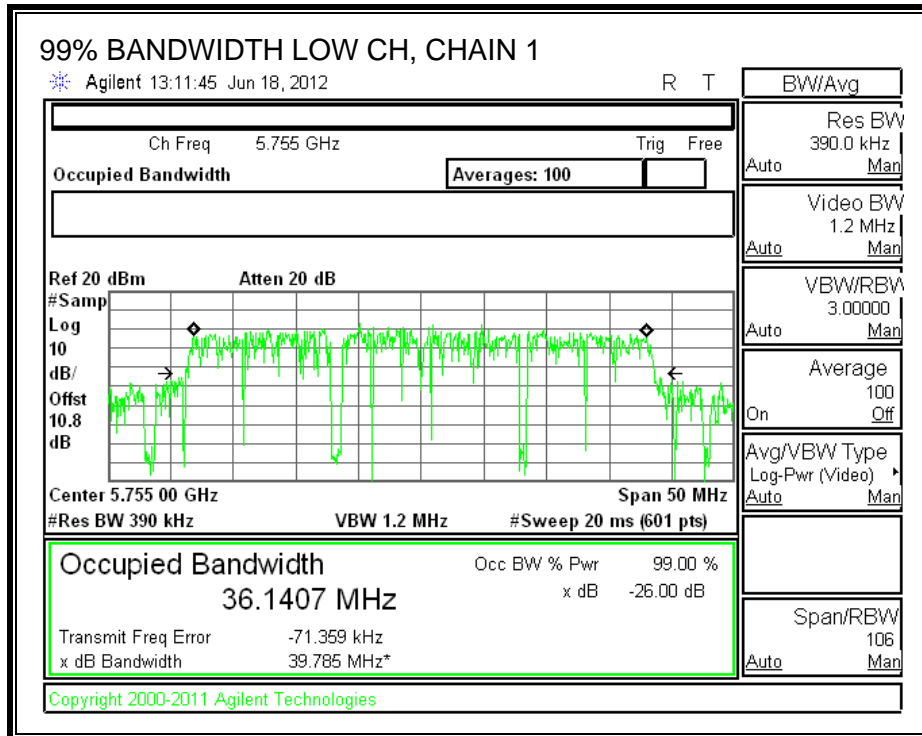 99% BANDWIDTH LOW CH, CHAIN 1
Agilent 13:11:45 Jun 18, 2012 R T
Ch Freq 5.755 GHz Trig Free
Occupied Bandwidth Averages: 100
Ref 20 dBm Atten 20 dB
#Samp
Log
10
dB/
Offst
10.8
dB
Center 5.755 00 GHz Span 50 MHz
#Res BW 390 kHz VBW 1.2 MHz #Sweep 20 ms (601 pts)
Occupied Bandwidth Occ BW % Pwr 99.00 %
36.1407 MHz x dB -26.00 dB
Transmit Freq Error -71.359 kHz
x dB Bandwidth 39.785 MHz*
Copyright 2000-2011 Agilent Technologies
BW/Avg
Res BW
390.0 kHz
Auto Man
Video BW
1.2 MHz
Auto Man
VBW/RBW
3.00000
Auto Man
Average
100
On Off
Avg/VBW Type
Log-Pwr (Video)
Auto Man
Span/RBW
106
Auto Man